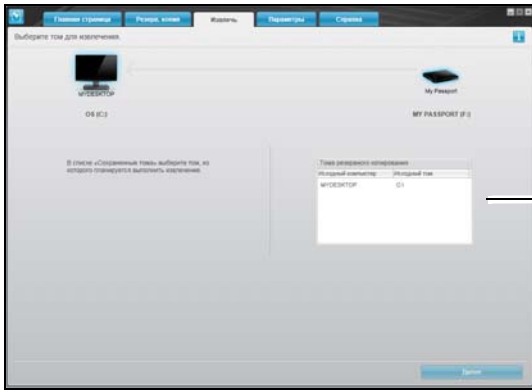 Главная страница
Резерв. копия
Извлечь
Параметры
Справка
Выберите том для извлечения.
MYDESKTOP
My Passport
OS (C:)
MY PASSPORT (F:)
В списке «Сохраненные тома» выберите том, из
которого планируется выполнить извлечение.
Тома резервного копирования
Исходный компьютер
Исходный том
MYDESKTOP
C:\
Далее